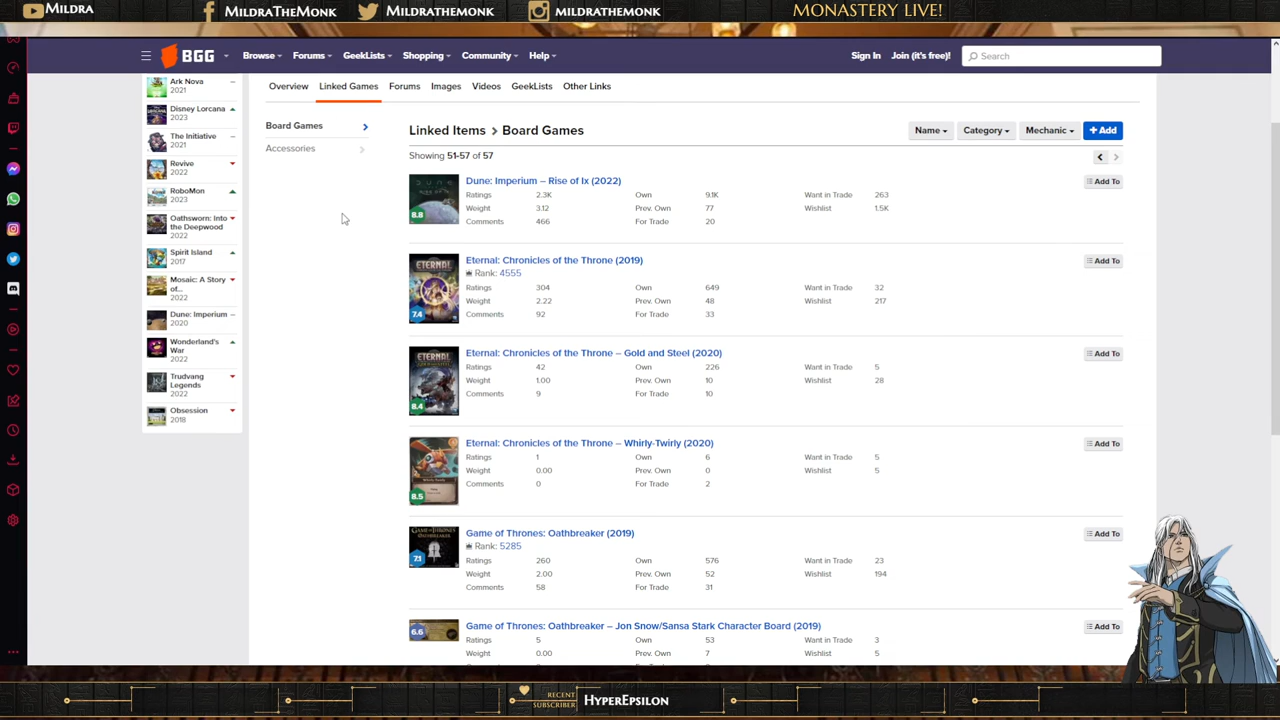 Mildra
MildraTheMonk
Mildrathemonk
mildrathemonk
MONASTERY LIVE!
BGG
Browse
Forums
GeekLists
Shopping
Community
Help
Sign In
Join (it's free!)
Search
Ark Nova
2021
Disney Lorcana
2023
The Initiative
2021
Revive
2022
RoboMon
2023
Oathsworn: Into
the Deepwood
2022
Spirit Island
2017
Mosaic: A Story
of...
2022
Dune: Imperium
2020
Wonderland's
War
2022
Trudvang
Legends
2022
Obsession
2018
Overview
Linked Games
Forums
Images
Videos
GeekLists
Other Links
Board Games
Accessories
Linked Items > Board Games
Name
Category
Mechanic
+ Add
Showing 51-57 of 57
Dune: Imperium – Rise of Ix (2022)
Add To
8.8
Ratings 2.3K Own 9.1K Want in Trade 263
Weight 3.12 Prev. Own 77 Wishlist 1.5K
Comments 466 For Trade 20
Eternal: Chronicles of the Throne (2019)
Add To
Rank: 4555
ETERNAL
7.4
Ratings 304 Own 649 Want in Trade 32
Weight 2.22 Prev. Own 48 Wishlist 217
Comments 92 For Trade 33
Eternal: Chronicles of the Throne – Gold and Steel (2020)
Add To
ETERNAL
8.4
Ratings 42 Own 226 Want in Trade 5
Weight 1.00 Prev. Own 10 Wishlist 28
Comments 9 For Trade 10
Eternal: Chronicles of the Throne – Whirly-Twirly (2020)
Add To
8.5
Ratings 1 Own 6 Want in Trade 5
Weight 0.00 Prev. Own 0 Wishlist 5
Comments 0 For Trade 2
Game of Thrones: Oathbreaker (2019)
Add To
Rank: 5285
7.1
Ratings 260 Own 576 Want in Trade 23
Weight 2.00 Prev. Own 52 Wishlist 194
Comments 58 For Trade 31
Game of Thrones: Oathbreaker – Jon Snow/Sansa Stark Character Board (2019)
Add To
6.6
Ratings 5 Own 53 Want in Trade 3
Weight 0.00 Prev. Own 7 Wishlist 5
RECENT
SUBSCRIBER
HyperEpsilon